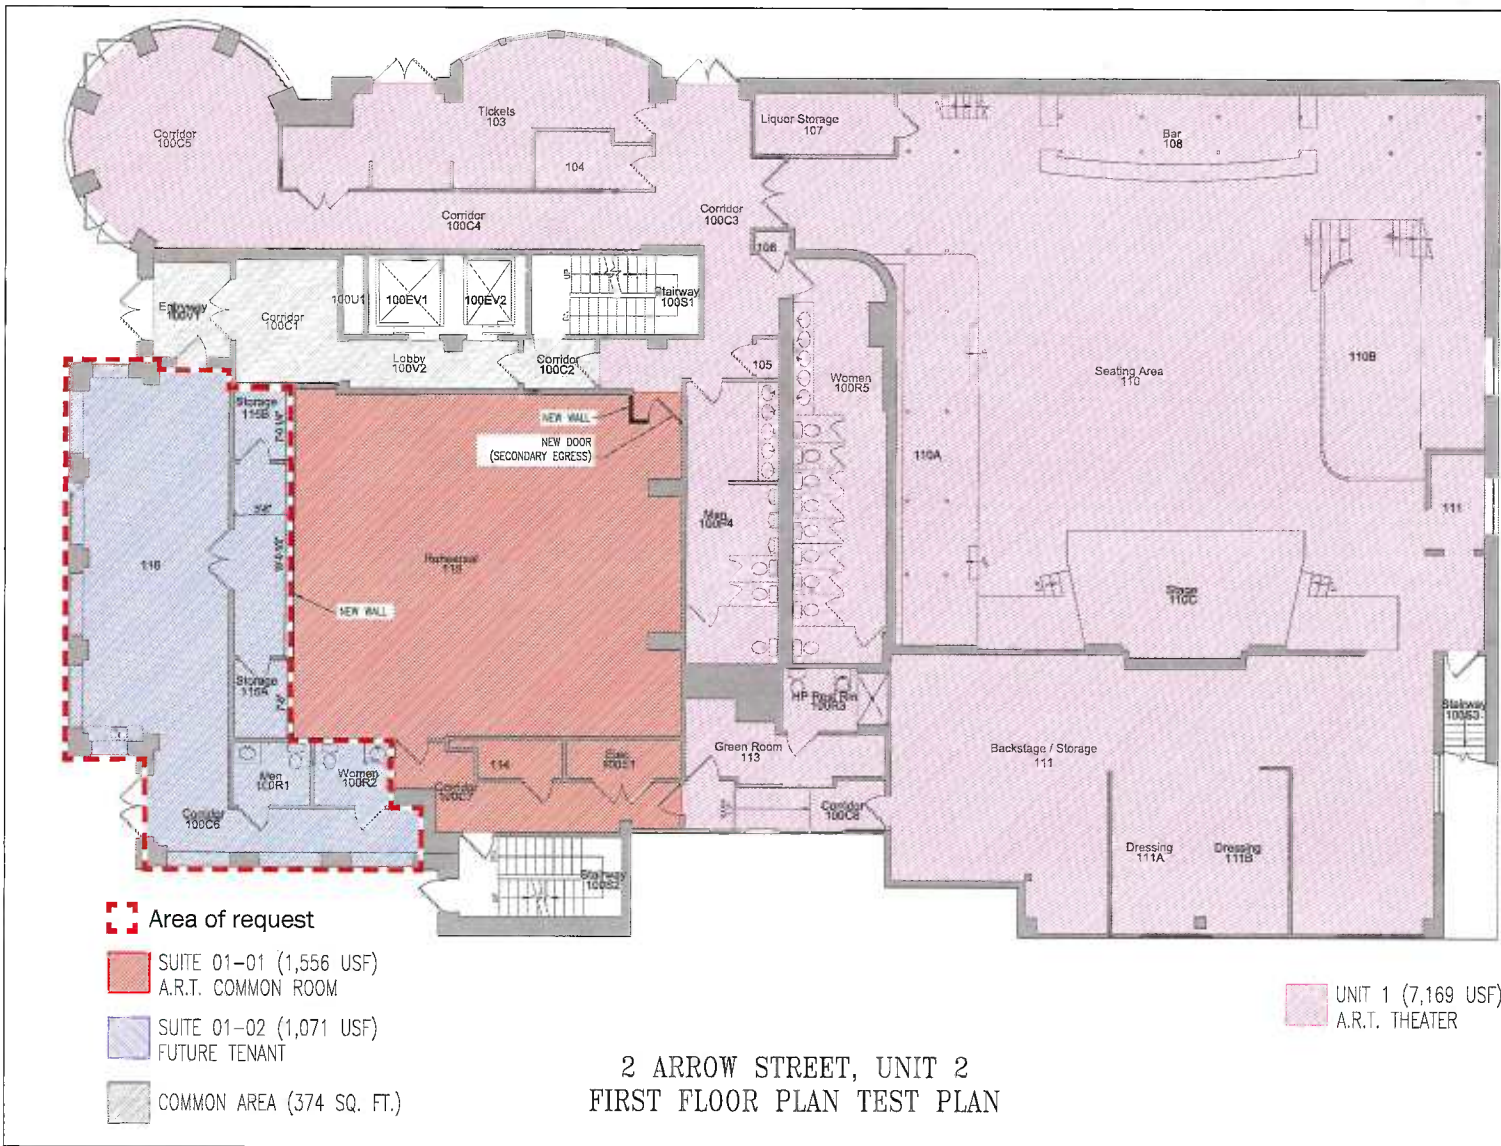 Corridor
100C5
Tickets
103
104
Liquor Storage
107
Bar
108
Corridor
100C4
Corridor
100C3
106
Entryway
100V1
Corridor
100C1
100U1
100EV1
100EV2
Stairway
100S1
Lobby
100V2
Corridor
100C2
105
Women
100R5
Seating Area
110
110A
110B
111
Storage
116B
NEW WALL
NEW DOOR
(SECONDARY EGRESS)
Men
100R4
116
Rehearsal
NEW WALL
Stage
110C
Storage
116A
HP Rest Rm
100R3
Stairway
100S3
Green Room
113
Backstage / Storage
111
Men
100R1
Women
100R2
114
Elec
Corridor
Corridor
100C6
Corridor
100C8
Dressing
111A
Dressing
111B
Stairway
100S2
Area of request
SUITE 01-01 (1,556 USF)
A.R.T. COMMON ROOM
SUITE 01-02 (1,071 USF)
FUTURE TENANT
COMMON AREA (374 SQ. FT.)
UNIT 1 (7,169 USF)
A.R.T. THEATER
2 ARROW STREET, UNIT 2
FIRST FLOOR PLAN TEST PLAN